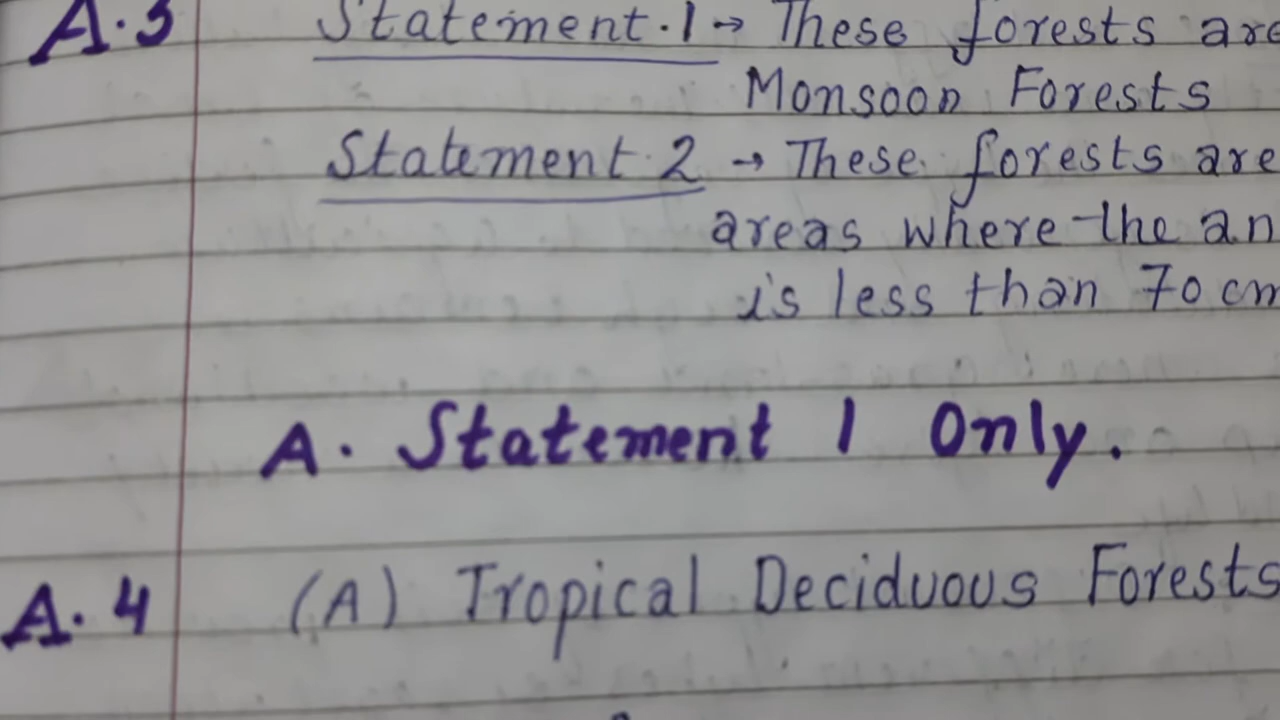 A.3 Statement.1→ These forests are
Monsoon Forests
Statement.2 → These forests are
areas where the an
is less than 70 cm
A. Statement 1 Only.
A.4 (A) Tropical Deciduous Forests